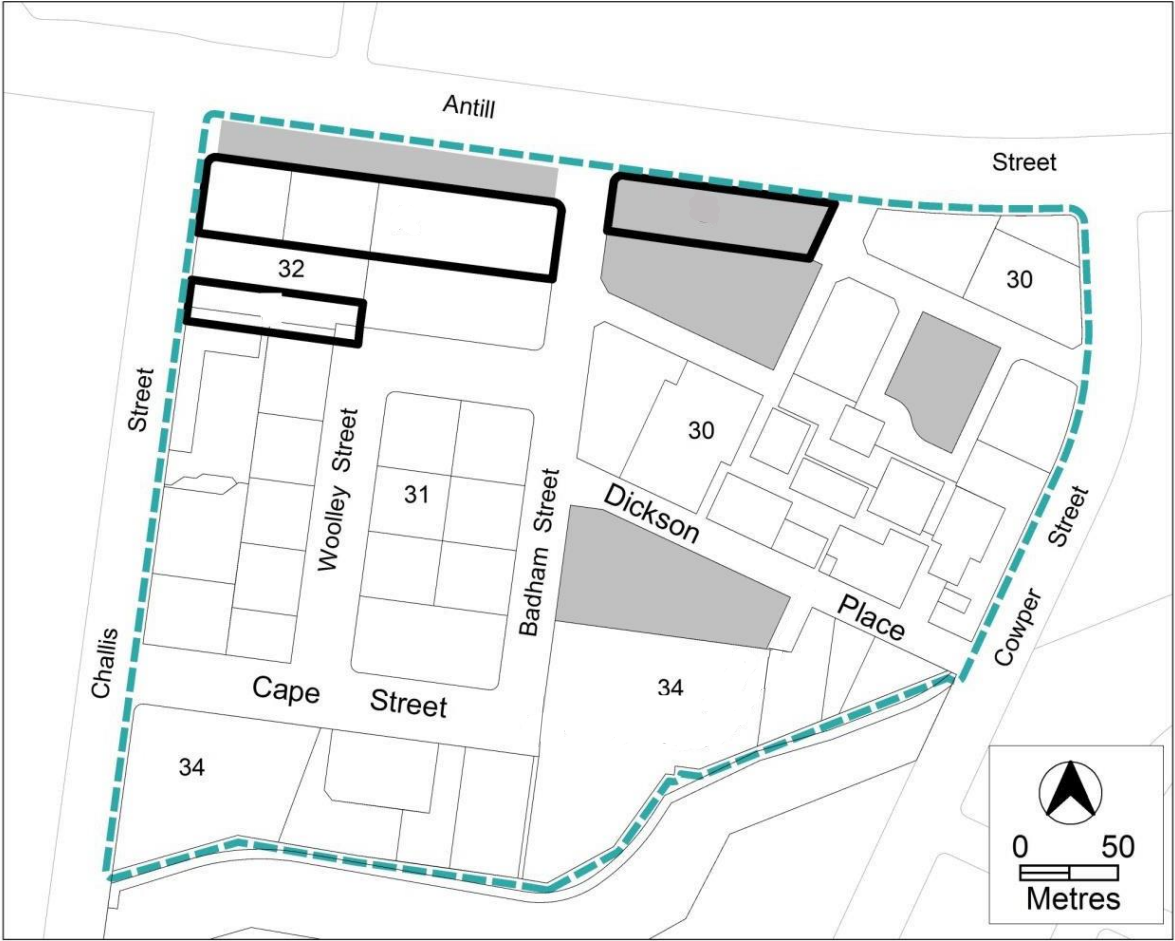 Antill
Street
32
30
Street
Woolley Street
31
30
Badham Street
Dickson
Street
Place
Cowper
Challis
Cape Street
34
34
0 50
Metres